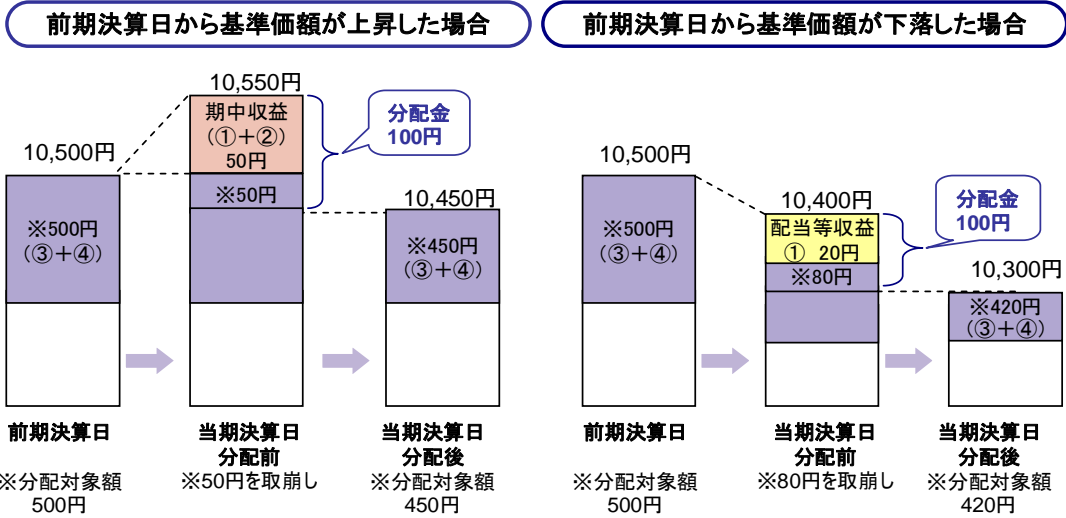 前期決算日から基準価額が上昇した場合
10,550円
期中収益
(①+②)
50円
※50円
分配金
100円
10,500円
※500円
(③+④)
10,450円
※450円
(③+④)
前期決算日
※分配対象額
500円
当期決算日
分配前
※50円を取崩し
当期決算日
分配後
※分配対象額
450円
前期決算日から基準価額が下落した場合
10,500円
※500円
(③+④)
10,400円
配当等収益
① 20円
※80円
分配金
100円
10,300円
※420円
(③+④)
前期決算日
※分配対象額
500円
当期決算日
分配前
※80円を取崩し
当期決算日
分配後
※分配対象額
420円